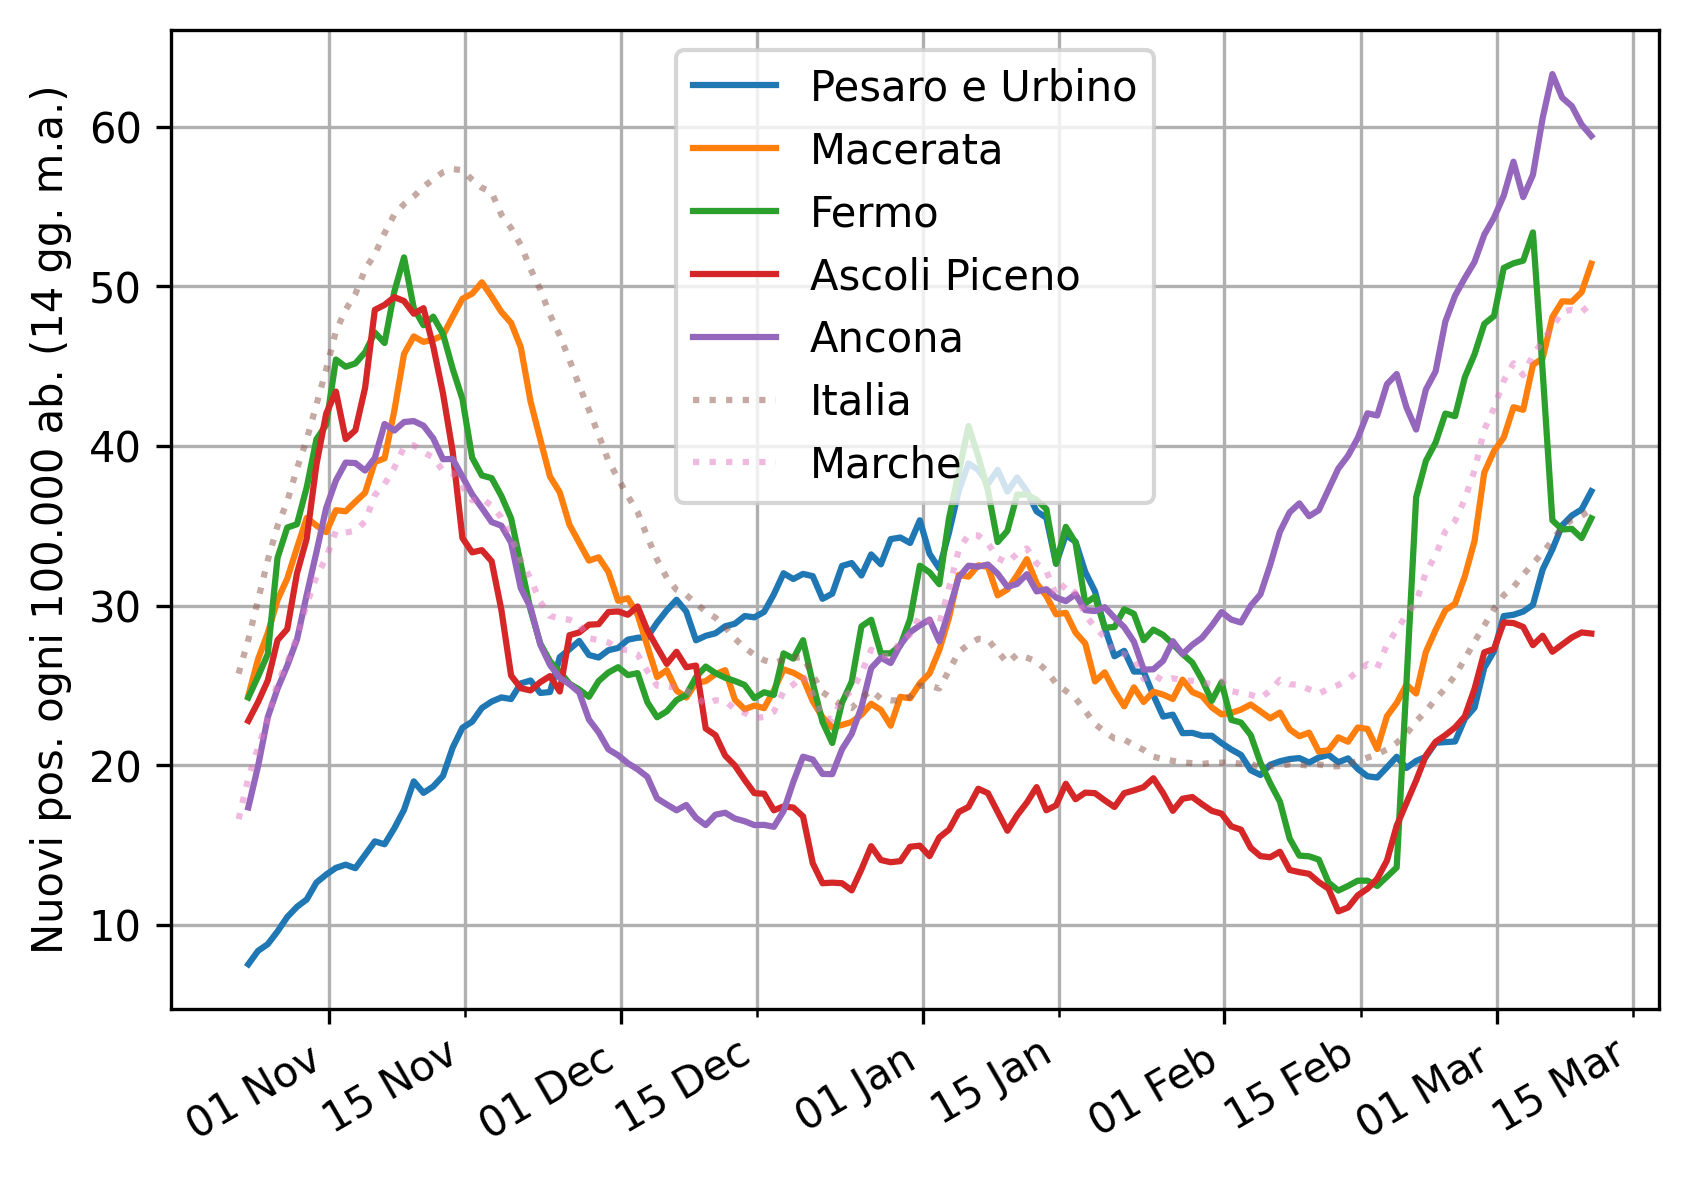 Nuovi pos. ogni 100.000 ab. (14 gg. m.a.)
60
50
40
30
20
10
Pesaro e Urbino
Macerata
Fermo
Ascoli Piceno
Ancona
Italia
Marche
01 Nov
15 Nov
01 Dec
15 Dec
01 Jan
15 Jan
01 Feb
15 Feb
01 Mar
15 Mar